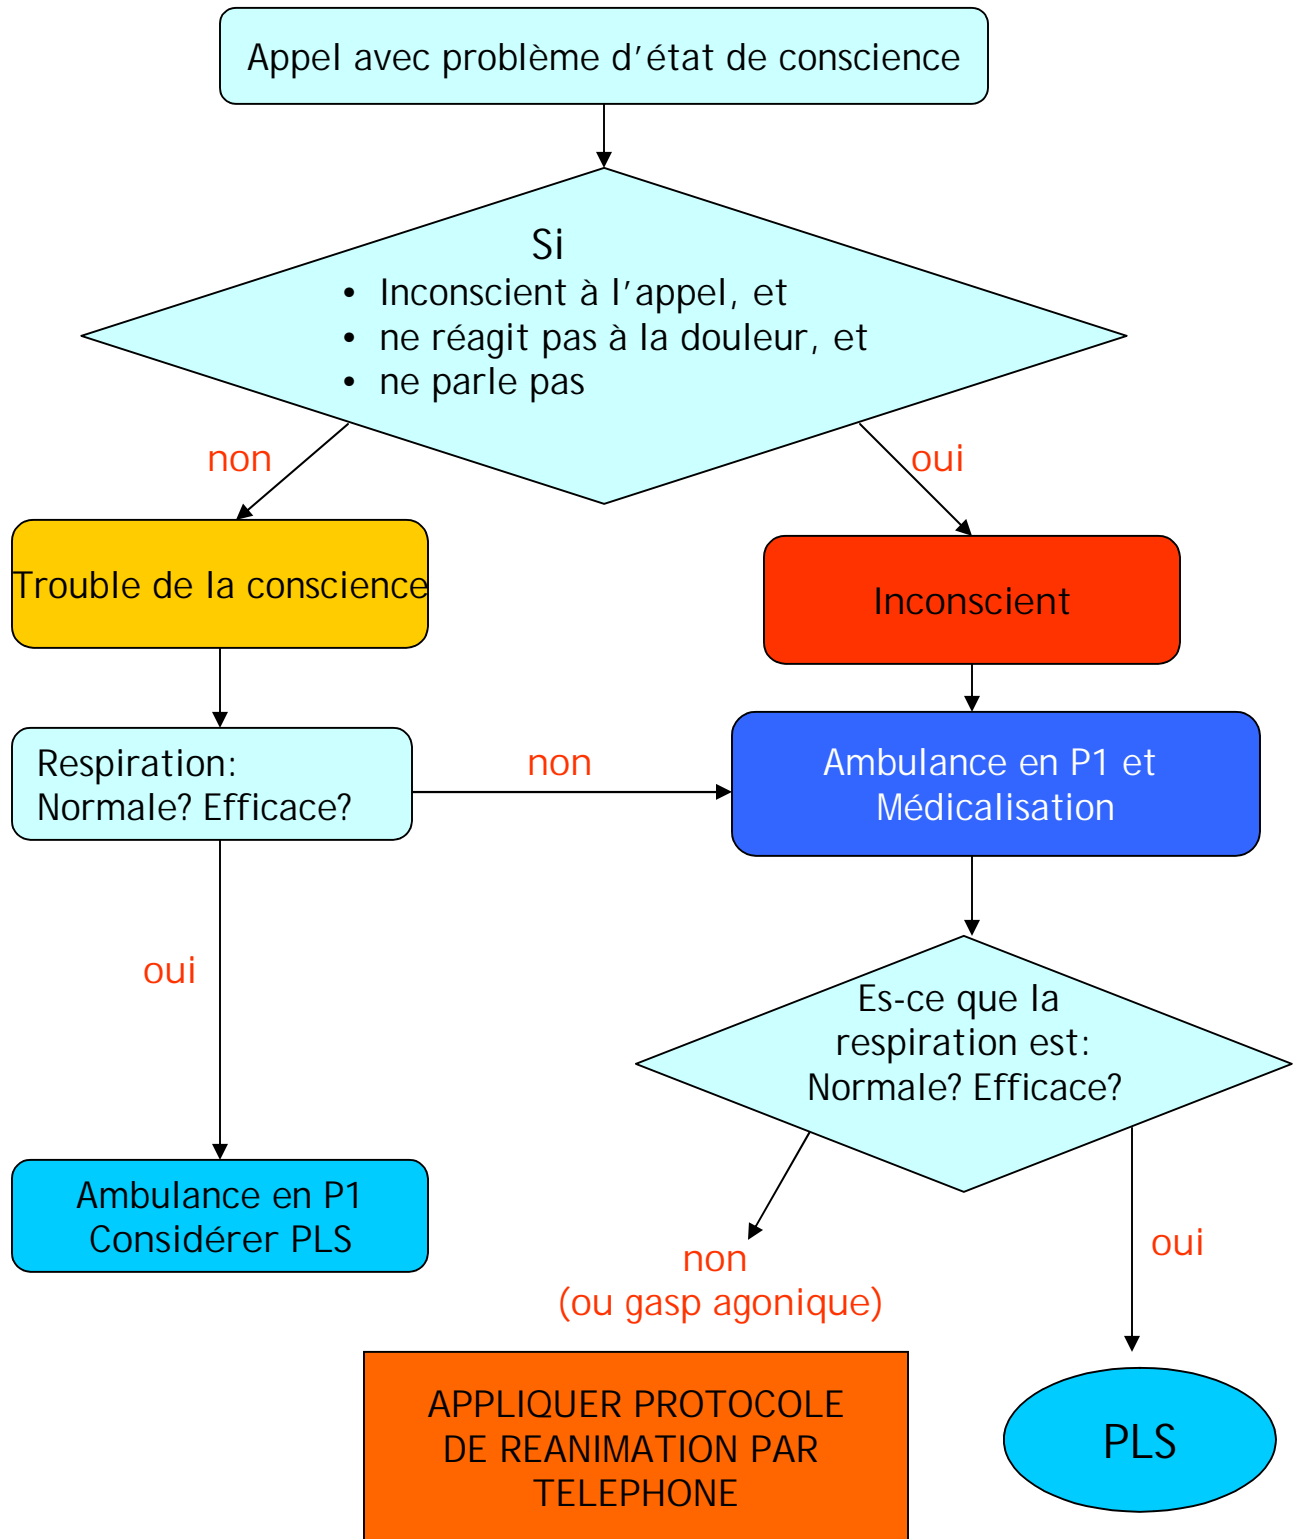 Appel avec problème d'état de conscience
Si
• Inconscient à l'appel, et
• ne réagit pas à la douleur, et
• ne parle pas
non
oui
Trouble de la conscience
Inconscient
Respiration:
Normale? Efficace?
non
Ambulance en P1 et
Médicalisation
oui
Es-ce que la
respiration est:
Normale? Efficace?
Ambulance en P1
Considérer PLS
non
(ou gasp agonique)
oui
APPLIQUER PROTOCOLE
DE REANIMATION PAR
TELEPHONE
PLS